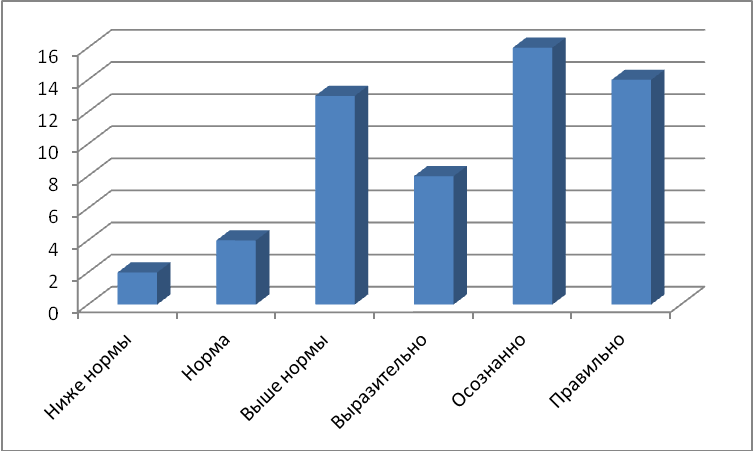 16
14
12
10
8
6
4
2
0
Ниже нормы
Норма
Выше нормы
Выразительно
Осознанно
Правильно